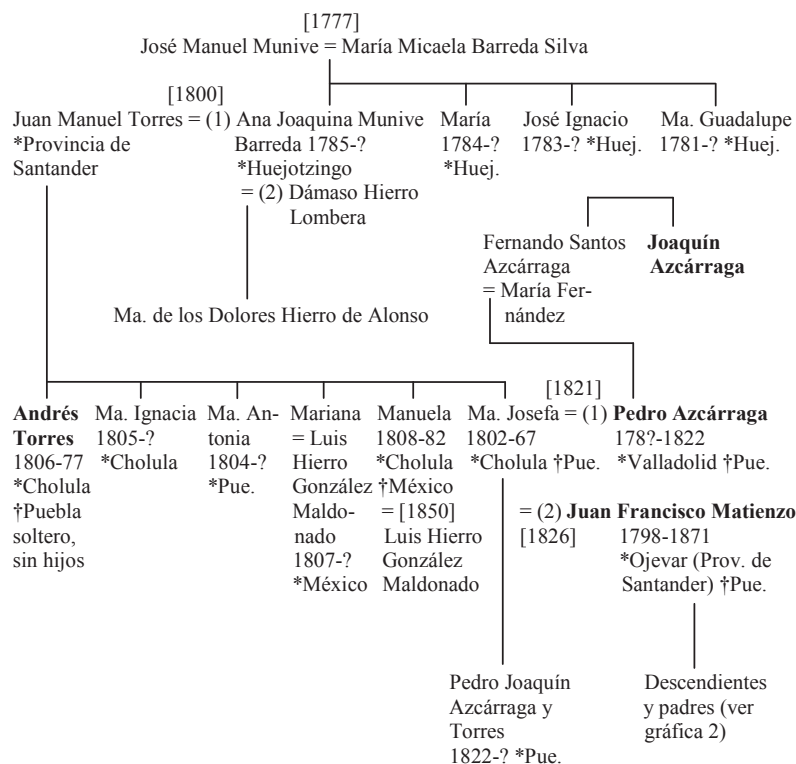 [1777]
José Manuel Munive = María Micaela Barreda Silva
[1800]
Juan Manuel Torres = (1)
*Provincia de
Santander
Ana Joaquina Munive
Barreda 1785-?
*Huejotzingo
= (2) Dámaso Hierro
Lombera
María
1784-?
*Huej.
José Ignacio
1783-? *Huej.
Ma. Guadalupe
1781-? *Huej.
Fernando Santos
Azcárraga
= María Fer-
nández
Joaquín
Azcárraga
Ma. de los Dolores Hierro de Alonso
Andrés
Torres
1806-77
*Cholula
†Puebla
soltero,
sin hijos
Ma. Ignacia
1805-?
*Cholula
Ma. An-
tonia
1804-?
*Pue.
Mariana
= Luis
Hierro
González
Maldo-
nado
1807-?
*México
Manuela
1808-82
*Cholula
†México
= [1850]
Luis Hierro
González
Maldonado
[1821]
Ma. Josefa = (1)
1802-67
*Cholula †Pue.
Pedro Azcárraga
178?-1822
*Valladolid †Pue.
= (2) Juan Francisco Matienzo
[1826]
1798-1871
*Ojevar (Prov. de
Santander) †Pue.
Pedro Joaquín
Azcárraga y
Torres
1822-? *Pue.
Descendientes
y padres (ver
gráfica 2)